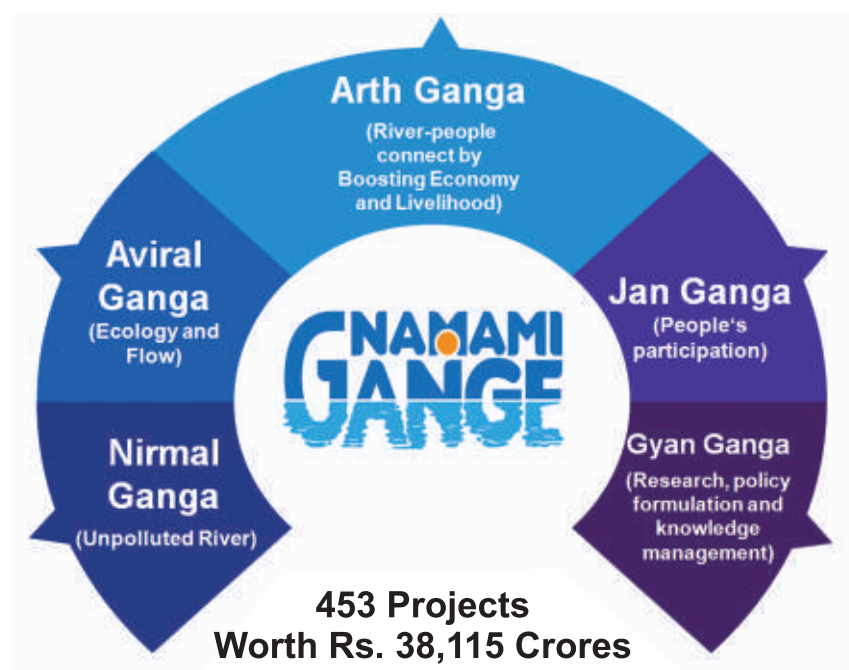 Arth Ganga
(River-people
connect by
Boosting Economy
and Livelihood)
Aviral
Ganga
(Ecology and
Flow)
Jan Ganga
(People‘s
participation)
NAMAMI
GANGE
Nirmal
Ganga
(Unpolluted River)
Gyan Ganga
(Research, policy
formulation and
knowledge
management)
453 Projects
Worth Rs. 38,115 Crores